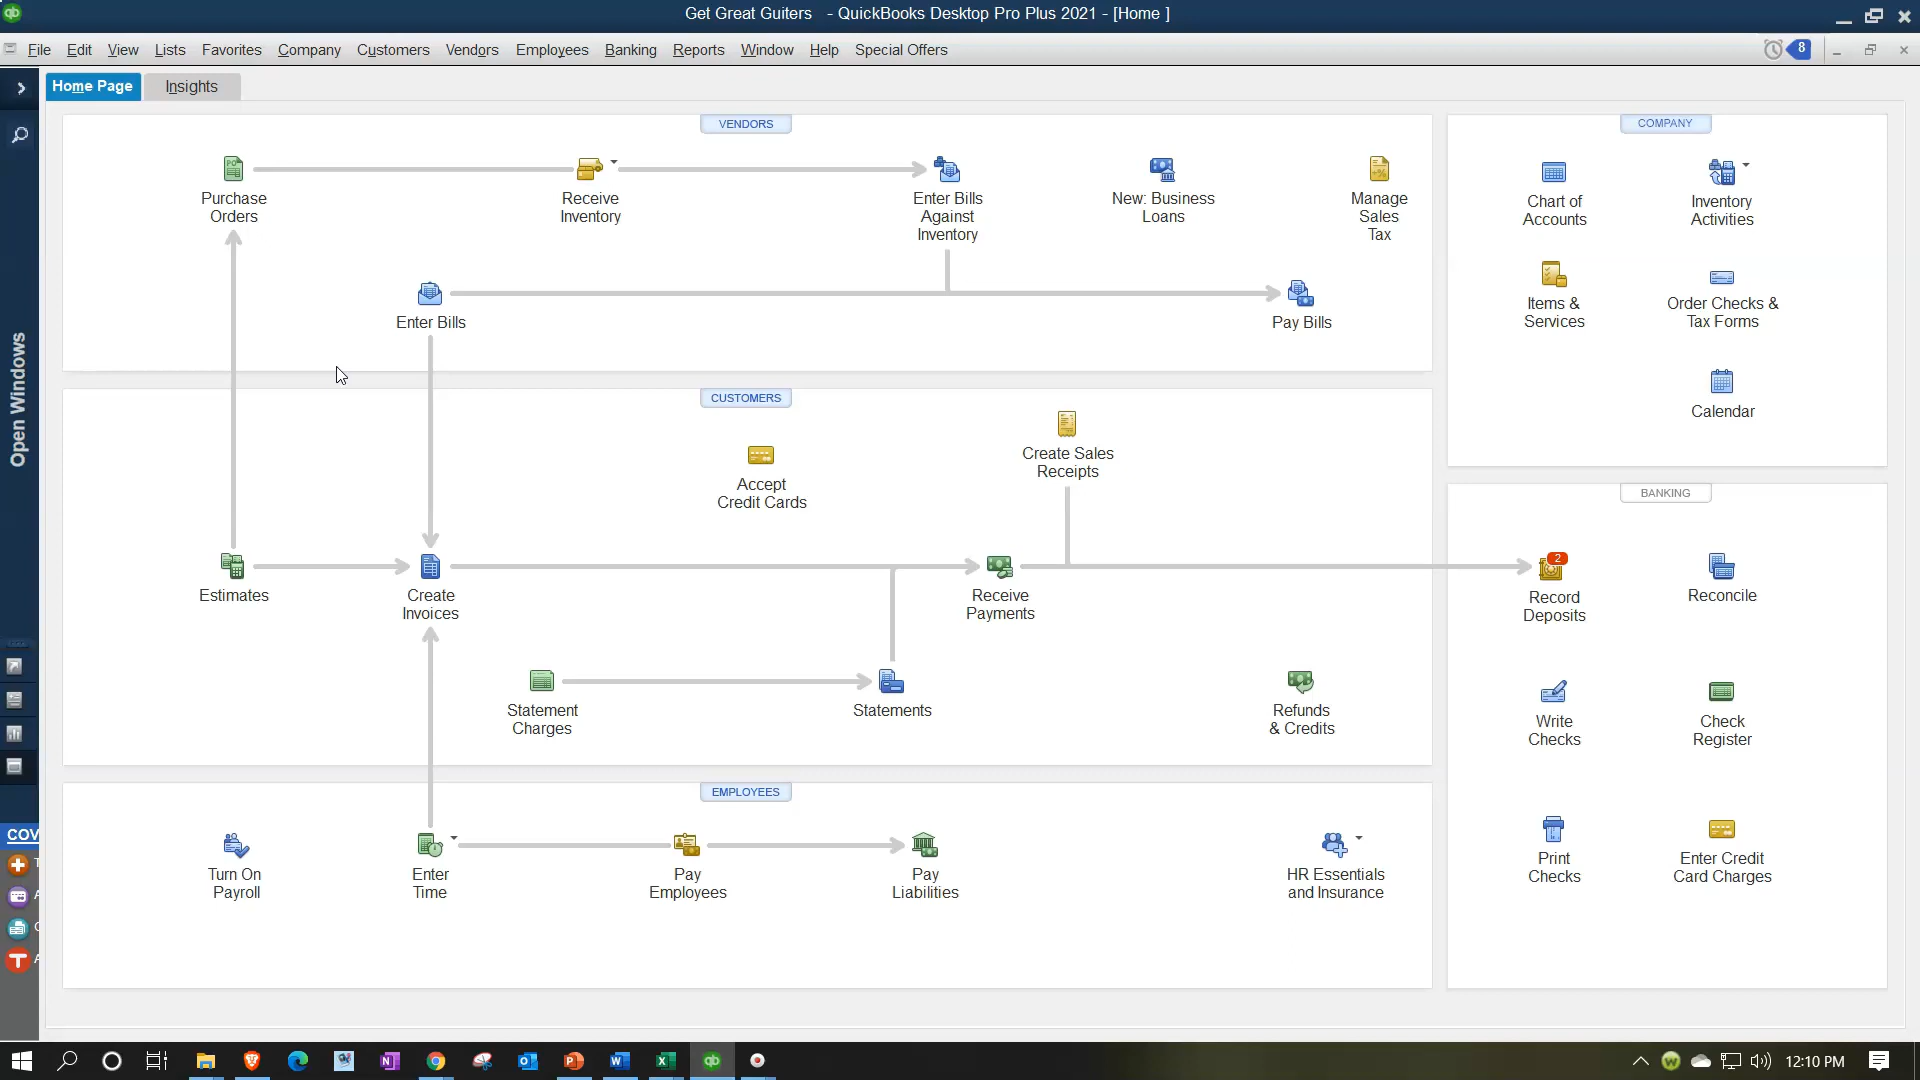 qb
Get Great Guiters - QuickBooks Desktop Pro Plus 2021 - [Home ]
File Edit View Lists Favorites Company Customers Vendors Employees Banking Reports Window Help Special Offers
8
Home Page Insights
Open Windows
COV
VENDORS
Purchase
Orders
Receive
Inventory
Enter Bills
Against
Inventory
New: Business
Loans
Manage
Sales
Tax
Enter Bills
Pay Bills
CUSTOMERS
Accept
Credit Cards
Create Sales
Receipts
Estimates
Create
Invoices
Receive
Payments
Statement
Charges
Statements
Refunds
& Credits
EMPLOYEES
Turn On
Payroll
Enter
Time
Pay
Employees
Pay
Liabilities
HR Essentials
and Insurance
COMPANY
Chart of
Accounts
Inventory
Activities
Items &
Services
Order Checks &
Tax Forms
Calendar
BANKING
2
Record
Deposits
Reconcile
Write
Checks
Check
Register
Print
Checks
Enter Credit
Card Charges
12:10 PM